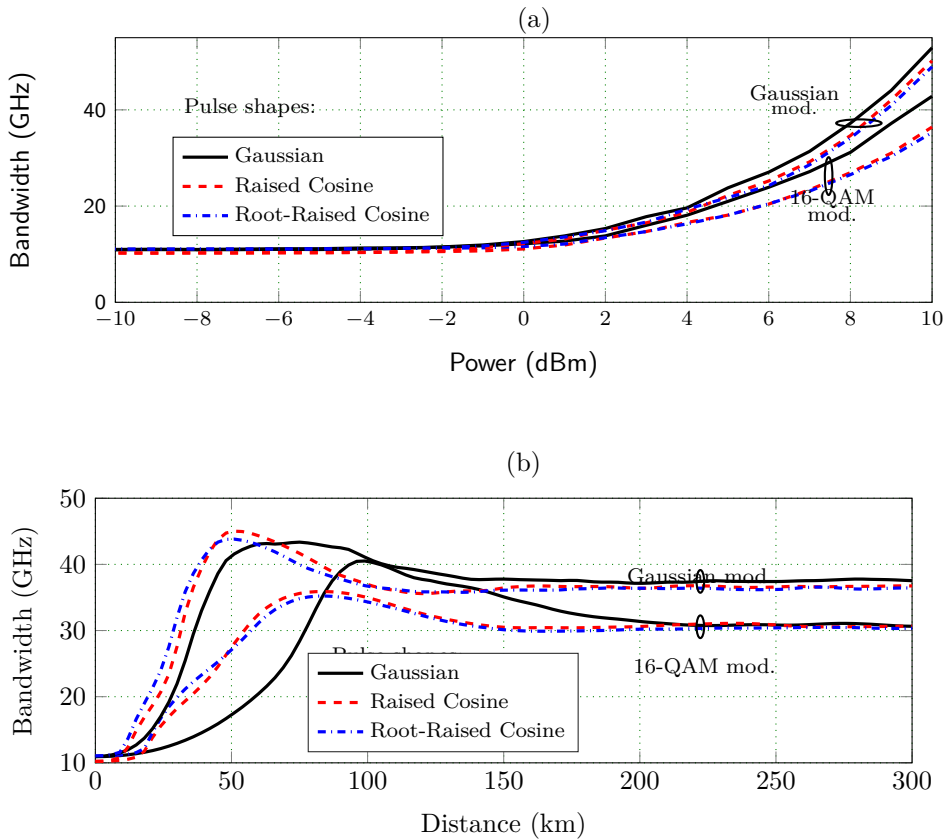 (a)
Bandwidth (GHz)
40
20
0
Pulse shapes:
Gaussian
Raised Cosine
Root-Raised Cosine
Gaussian
mod.
16-QAM
mod.
−10 −8 −6 −4 −2 0 2 4 6 8 10
Power (dBm)
(b)
Bandwidth (GHz)
50
40
30
20
10
Gaussian mod.
16-QAM mod.
Pulse shapes:
Gaussian
Raised Cosine
Root-Raised Cosine
0 50 100 150 200 250 300
Distance (km)